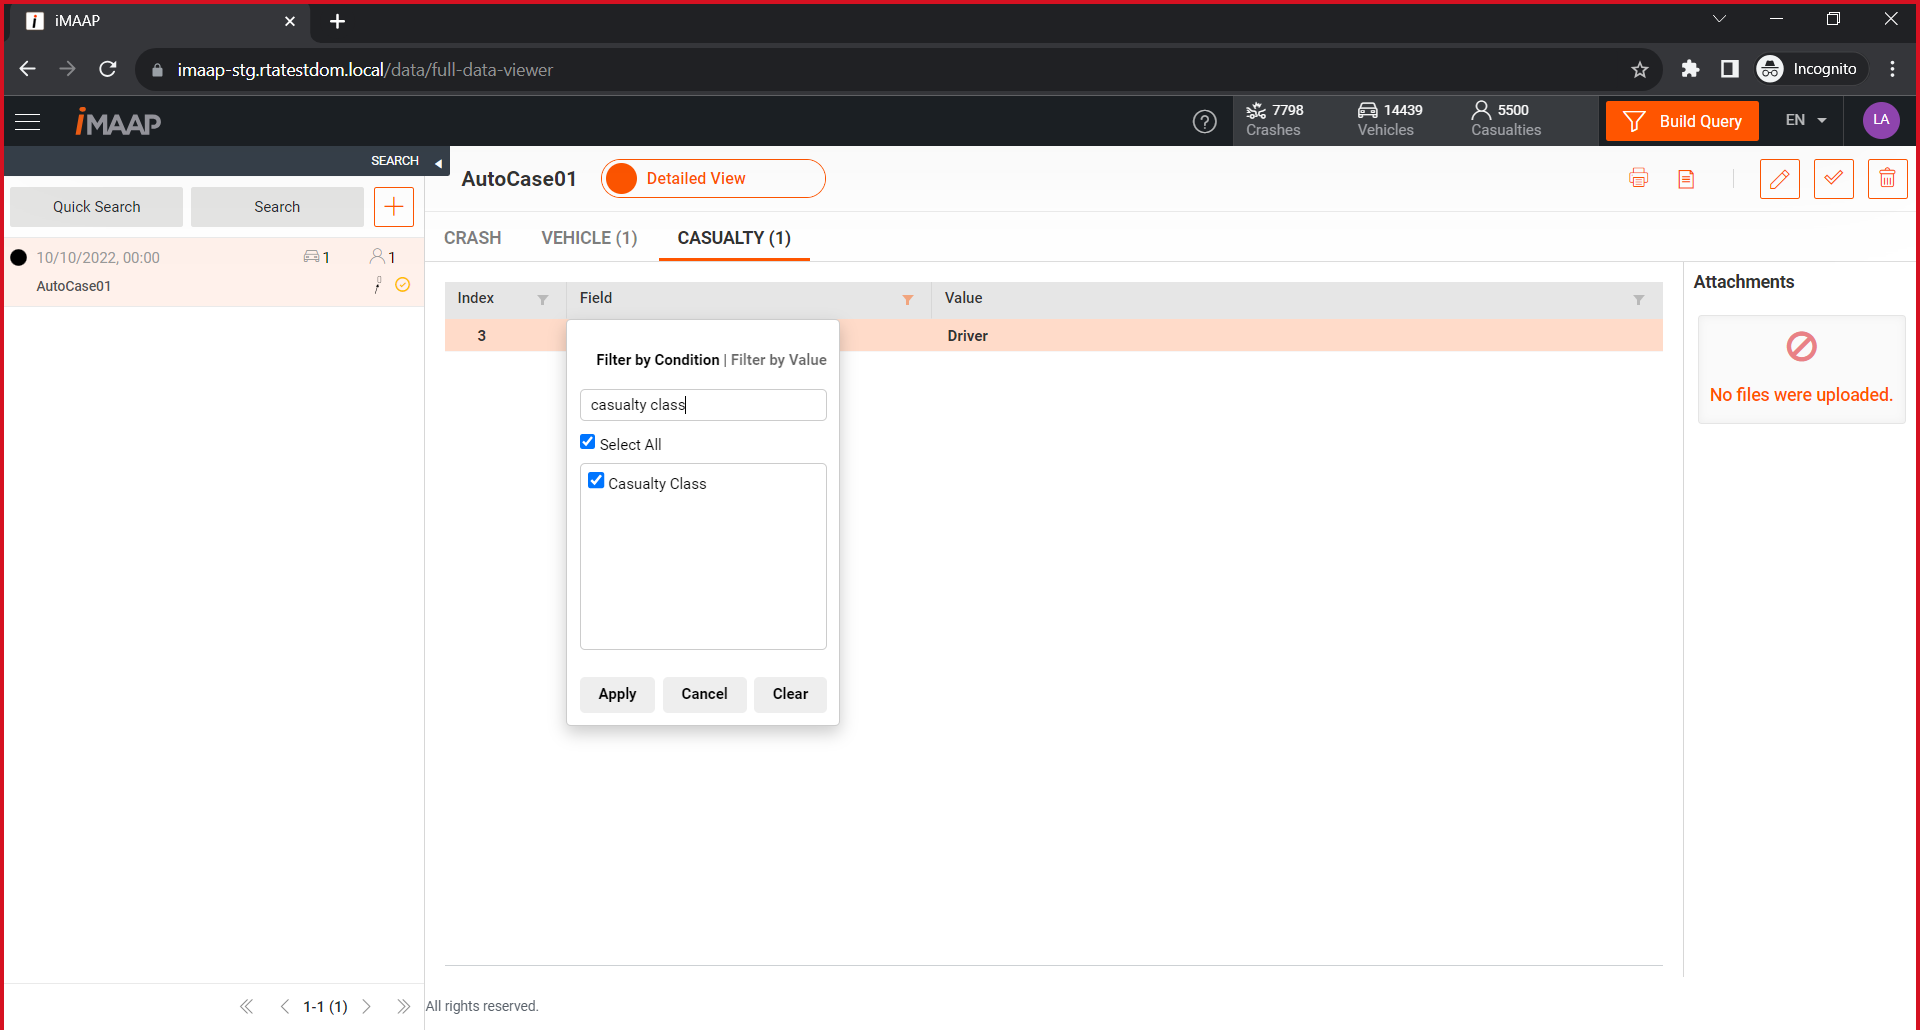 iMAAP
imaap-stg.rtatestdom.local/data/full-data-viewer
Incognito
iMAAP
7798
Crashes
14439
Vehicles
5500
Casualties
Build Query
EN
LA
SEARCH
Quick Search
Search
10/10/2022, 00:00
1
1
AutoCase01
AutoCase01
Detailed View
CRASH
VEHICLE (1)
CASUALTY (1)
Index
Field
Value
3
Driver
Filter by Condition | Filter by Value
casualty class
Select All
Casualty Class
Apply
Cancel
Clear
Attachments
No files were uploaded.
1-1 (1)
All rights reserved.